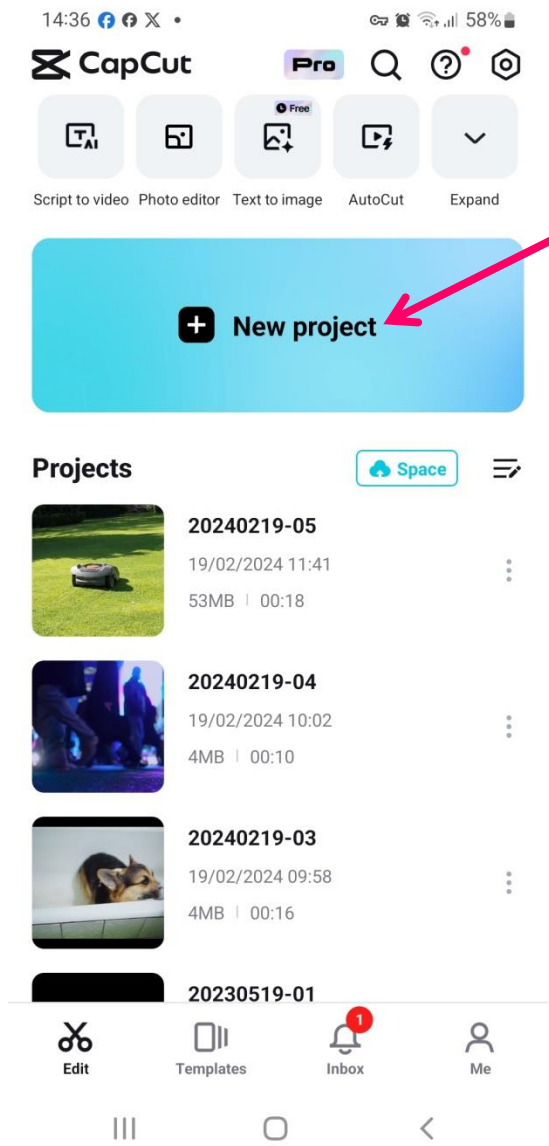 14:36
58%
CapCut
Pro
Free
Script to video Photo editor Text to image AutoCut Expand
New project
Projects
Space
20240219-05
19/02/2024 11:41
53MB | 00:18
20240219-04
19/02/2024 10:02
4MB | 00:10
20240219-03
19/02/2024 09:58
4MB | 00:16
20230519-01
1
Edit Templates Inbox Me